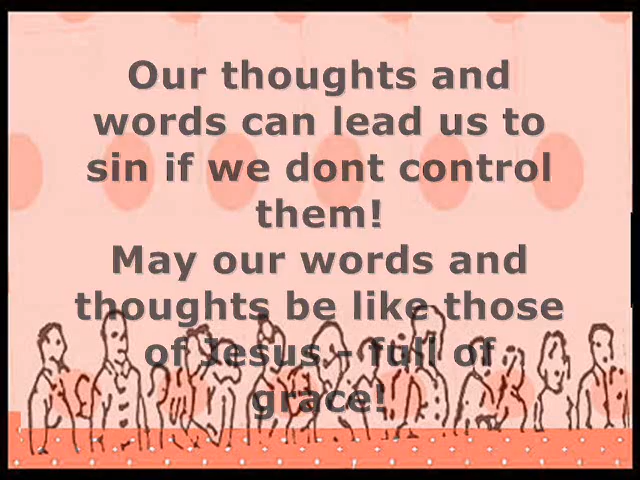 Our thoughts and
words can lead us to
sin if we dont control
them!
May our words and
thoughts be like those
of Jesus - full of
grace!